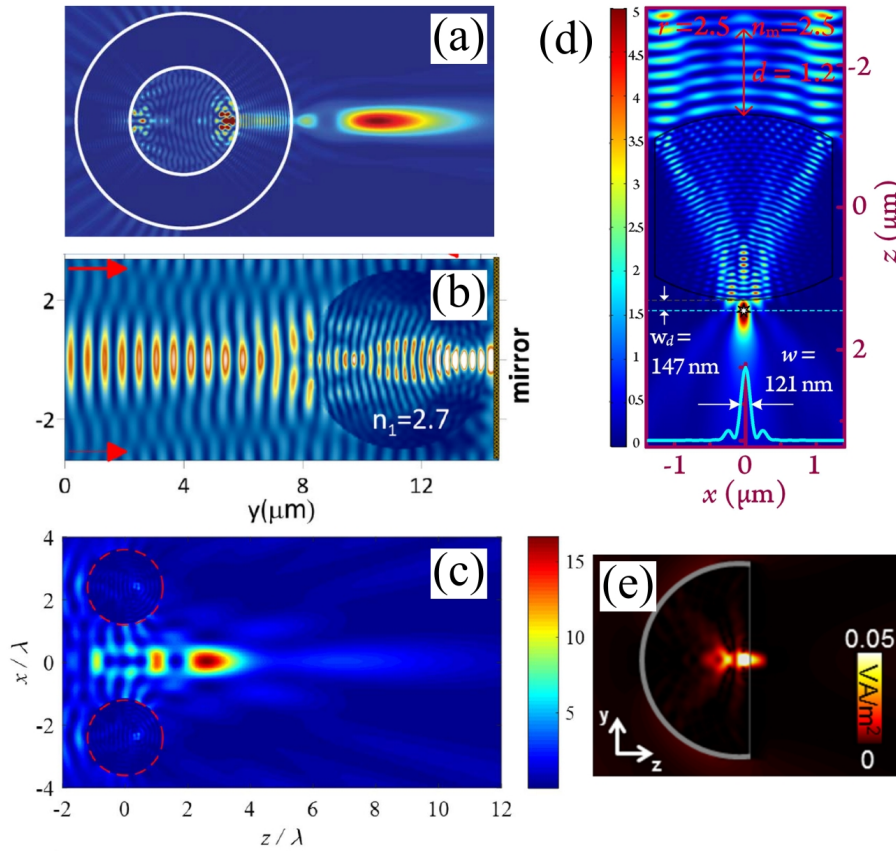 (a)
2
0
-2
(b)
n1=2.7
mirror
0
4
8
12
y(μm)
(c)
4
2
0
-2
-4
x / λ
-2
0
2
4
6
8
10
12
z / λ
15
10
5
(d)
5
4.5
4
3.5
3
2.5
2
1.5
1
0.5
0
r = 2.5 nm = 2.5
d = 1.2
-2
0
2
z (μm)
wd =
147 nm
w =
121 nm
-1
0
1
x (μm)
(e)
y
z
0.05
VA/m²
0